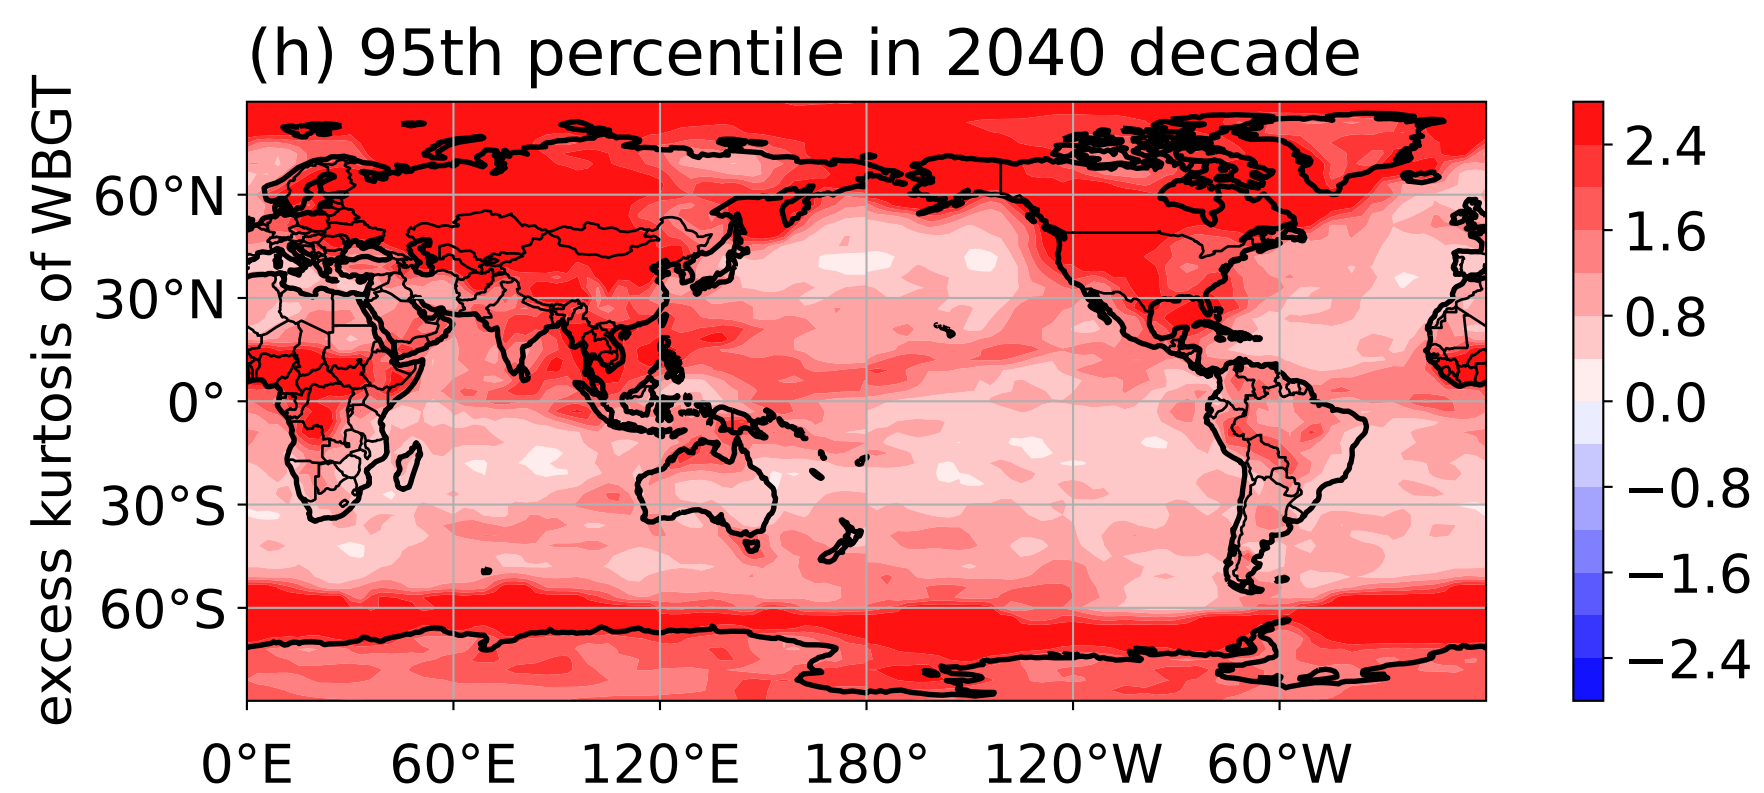 (h) 95th percentile in 2040 decade
excess kurtosis of WBGT
60°N
30°N
0°
30°S
60°S
0°E
60°E
120°E
180°
120°W
60°W
2.4
1.6
0.8
0.0
−0.8
−1.6
−2.4